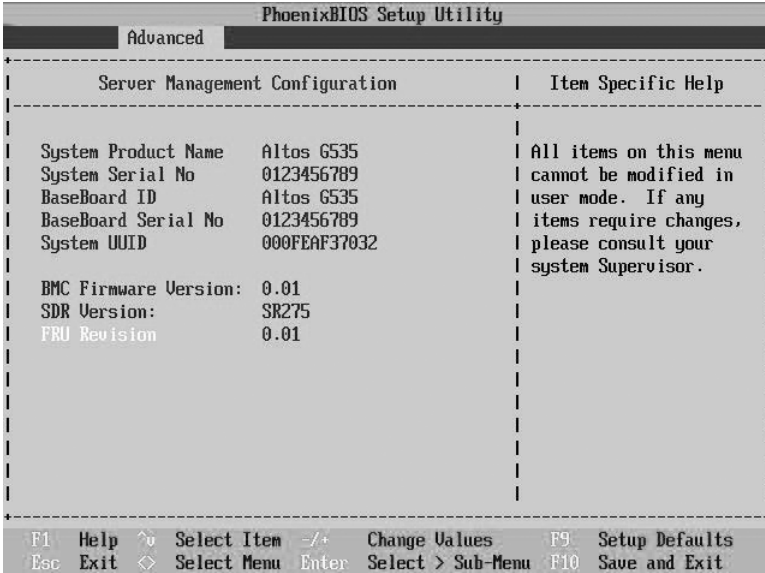 PhoenixBIOS Setup Utility
Advanced
Server Management Configuration
Item Specific Help
System Product Name Altos G535
System Serial No 0123456789
BaseBoard ID Altos G535
BaseBoard Serial No 0123456789
System UUID 000FEAF37032
BMC Firmware Version: 0.01
SDR Version: SR275
FRU Revision 0.01
All items on this menu
cannot be modified in
user mode. If any
items require changes,
please consult your
system Supervisor.
F1 Help ^v Select Item -/+ Change Values F9 Setup Defaults
Esc Exit <> Select Menu Enter Select > Sub-Menu F10 Save and Exit